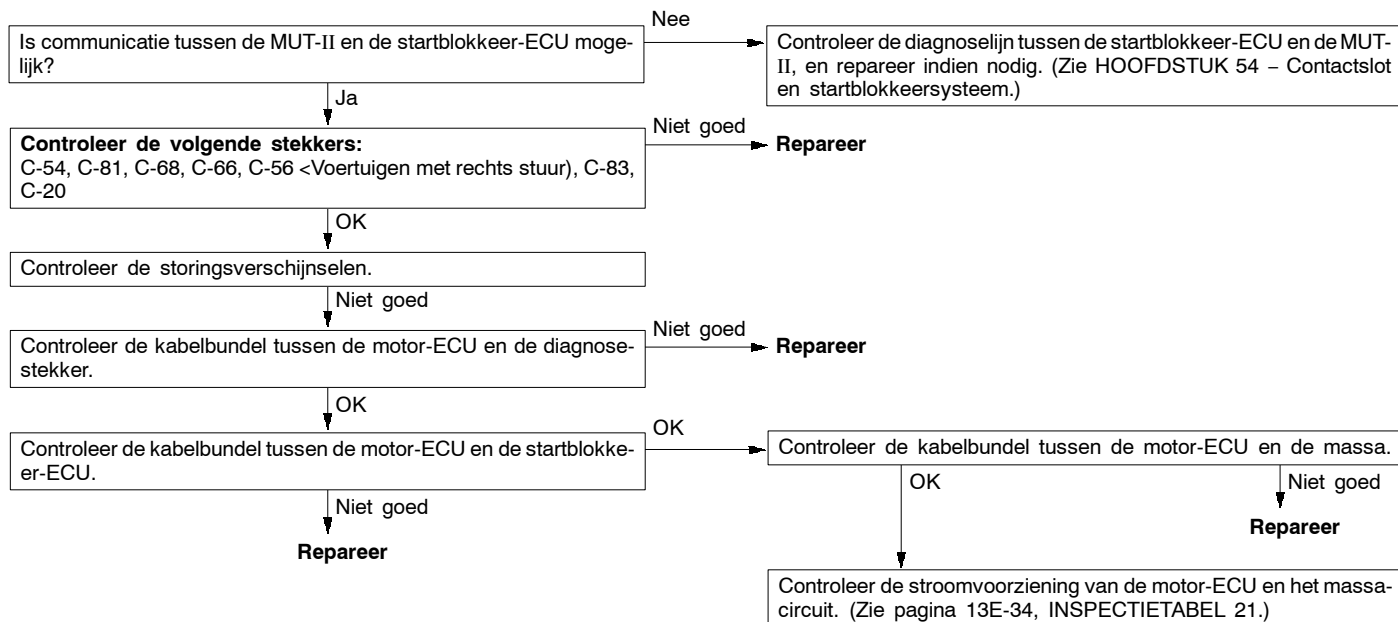 Is communicatie tussen de MUT-II en de startblokkeer-ECU moge-
lijk?
Nee
Controleer de diagnoselijn tussen de startblokkeer-ECU en de MUT-
II, en repareer indien nodig. (Zie HOOFDSTUK 54 – Contactslot
en startblokkeersysteem.)
Ja
Controleer de volgende stekkers:
C-54, C-81, C-68, C-66, C-56 <Voertuigen met rechts stuur), C-83,
C-20
Niet goed
Repareer
OK
Controleer de storingsverschijnselen.
Niet goed
Controleer de kabelbundel tussen de motor-ECU en de diagnose-
stekker.
Niet goed
Repareer
OK
Controleer de kabelbundel tussen de motor-ECU en de startblokke-
er-ECU.
OK
Controleer de kabelbundel tussen de motor-ECU en de massa.
Niet goed
Repareer
OK
Niet goed
Repareer
Controleer de stroomvoorziening van de motor-ECU en het massa-
circuit. (Zie pagina 13E-34, INSPECTIETABEL 21.)